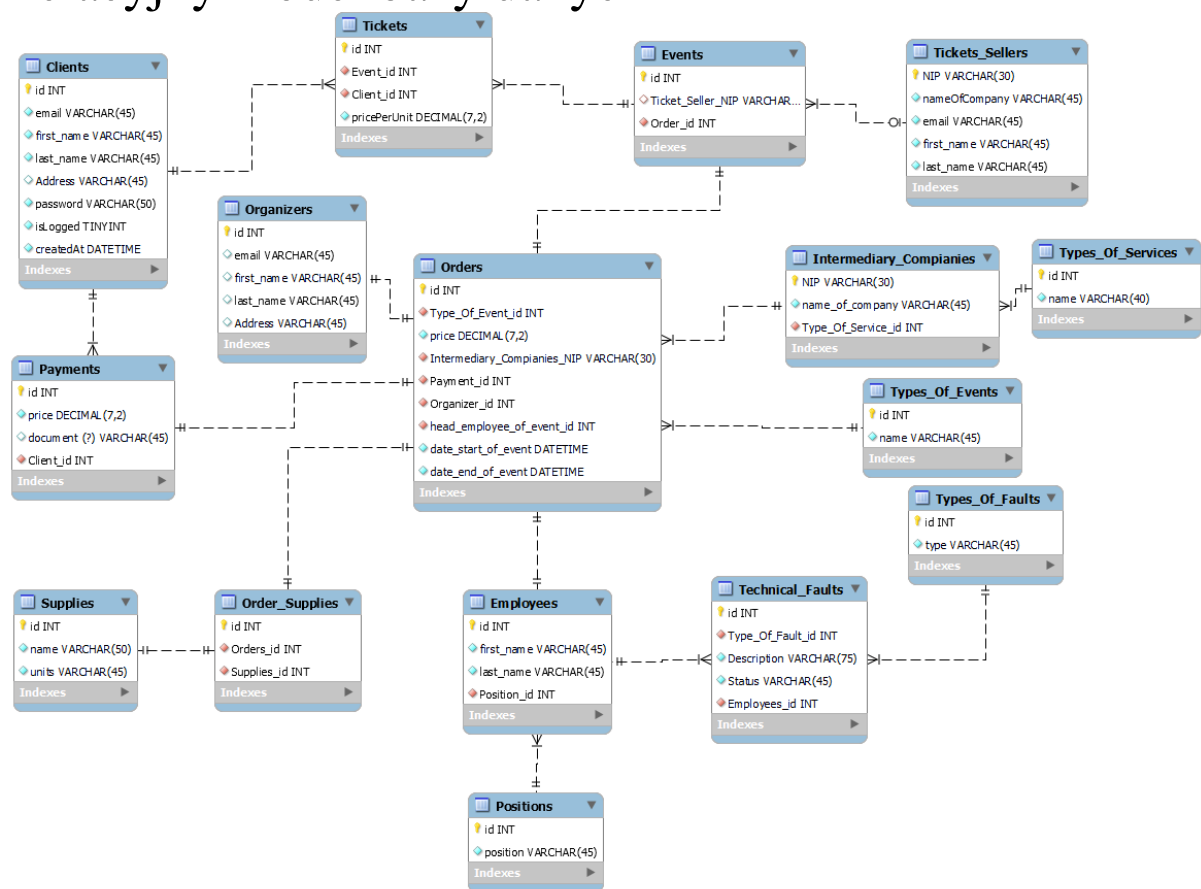 Tickets
id INT
Event_id INT
Client_id INT
pricePerUnit DECIMAL(7,2)
Indexes
Clients
id INT
email VARCHAR(45)
first_name VARCHAR(45)
last_name VARCHAR(45)
Address VARCHAR(45)
password VARCHAR(50)
isLogged TINYINT
createdAt DATETIME
Indexes
Events
id INT
Ticket_Seller_NIP VARCHAR...
Order_id INT
Indexes
Tickets_Sellers
NIP VARCHAR(30)
nameOfCompany VARCHAR(45)
email VARCHAR(45)
first_name VARCHAR(45)
last_name VARCHAR(45)
Indexes
Organizers
id INT
email VARCHAR(45)
first_name VARCHAR(45)
last_name VARCHAR(45)
Address VARCHAR(45)
Indexes
Orders
id INT
Type_Of_Event_id INT
price DECIMAL(7,2)
Intermediary_Compianies_NIP VARCHAR(30)
Payment_id INT
Organizer_id INT
head_employee_of_event_id INT
date_start_of_event DATETIME
date_end_of_event DATETIME
Indexes
Intermediary_Compianies
NIP VARCHAR(30)
name_of_company VARCHAR(45)
Type_Of_Service_id INT
Indexes
Types_Of_Services
id INT
name VARCHAR(40)
Indexes
Payments
id INT
price DECIMAL(7,2)
document (?) VARCHAR(45)
Client_id INT
Indexes
Types_Of_Events
id INT
name VARCHAR(45)
Indexes
Types_Of_Faults
id INT
type VARCHAR(45)
Indexes
Supplies
id INT
name VARCHAR(50)
units VARCHAR(45)
Indexes
Order_Supplies
id INT
Orders_id INT
Supplies_id INT
Indexes
Employees
id INT
first_name VARCHAR(45)
last_name VARCHAR(45)
Position_id INT
Indexes
Technical_Faults
id INT
Type_Of_Fault_id INT
Description VARCHAR(75)
Status VARCHAR(45)
Employees_id INT
Indexes
Positions
id INT
position VARCHAR(45)
Indexes